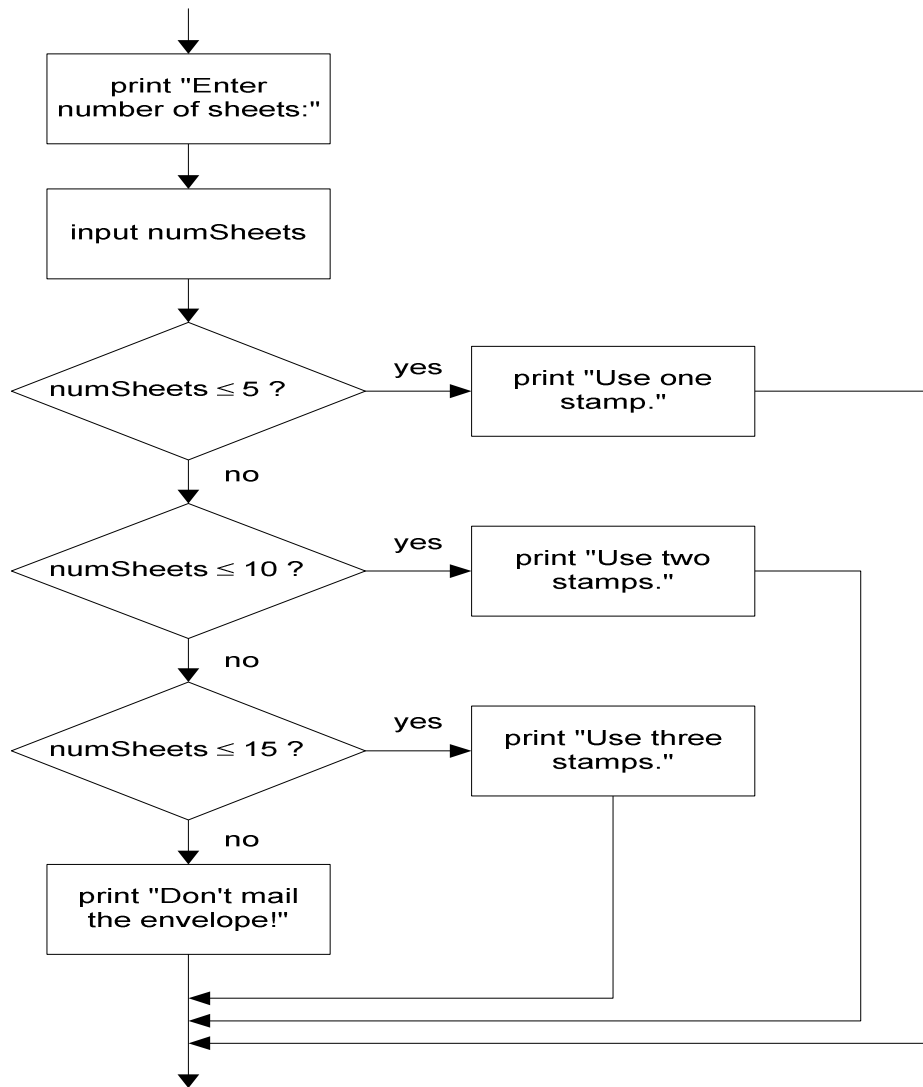 print "Enter
number of sheets:"
input numSheets
numSheets ≤ 5 ?
yes
print "Use one
stamp."
no
numSheets ≤ 10 ?
yes
print "Use two
stamps."
no
numSheets ≤ 15 ?
yes
print "Use three
stamps."
no
print "Don't mail
the envelope!"